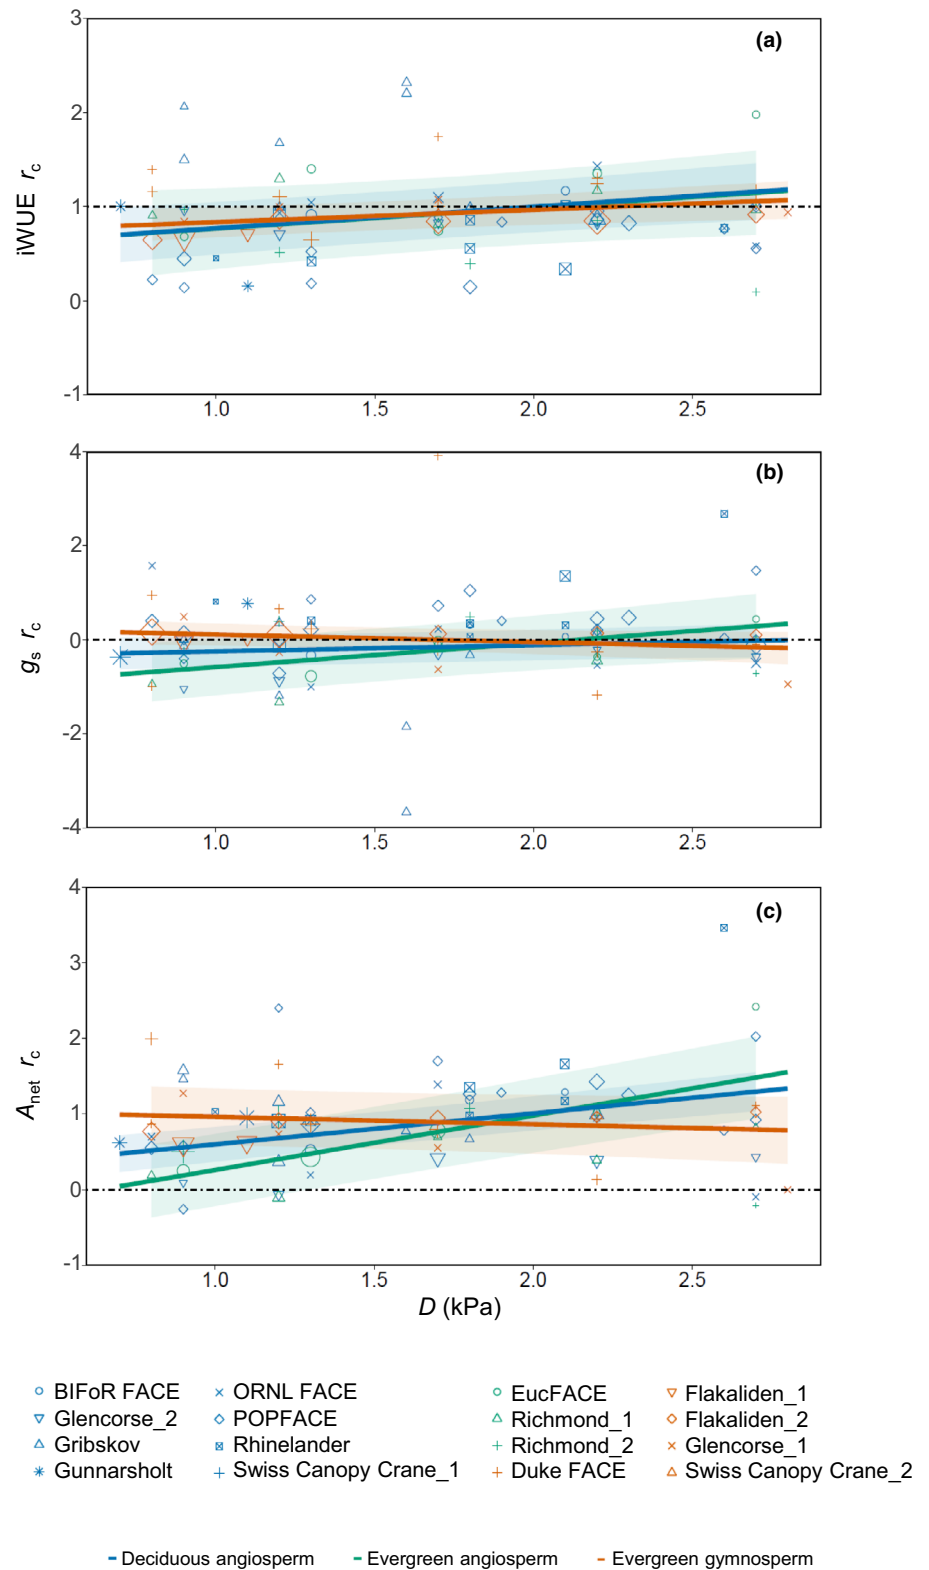 (a)
3
2
1
0
-1
iWUE rc
1.0 1.5 2.0 2.5
(b)
4
2
0
-2
-4
gs rc
1.0 1.5 2.0 2.5
(c)
4
3
2
1
0
-1
Anet rc
1.0 1.5 2.0 2.5
D (kPa)
BIFoR FACE ORNL FACE EucFACE Flakaliden_1
Glencorse_2 POPFACE Richmond_1 Flakaliden_2
Gribskov Rhinelander Richmond_2 Glencorse_1
Gunnarsholt Swiss Canopy Crane_1 Duke FACE Swiss Canopy Crane_2
Deciduous angiosperm Evergreen angiosperm Evergreen gymnosperm